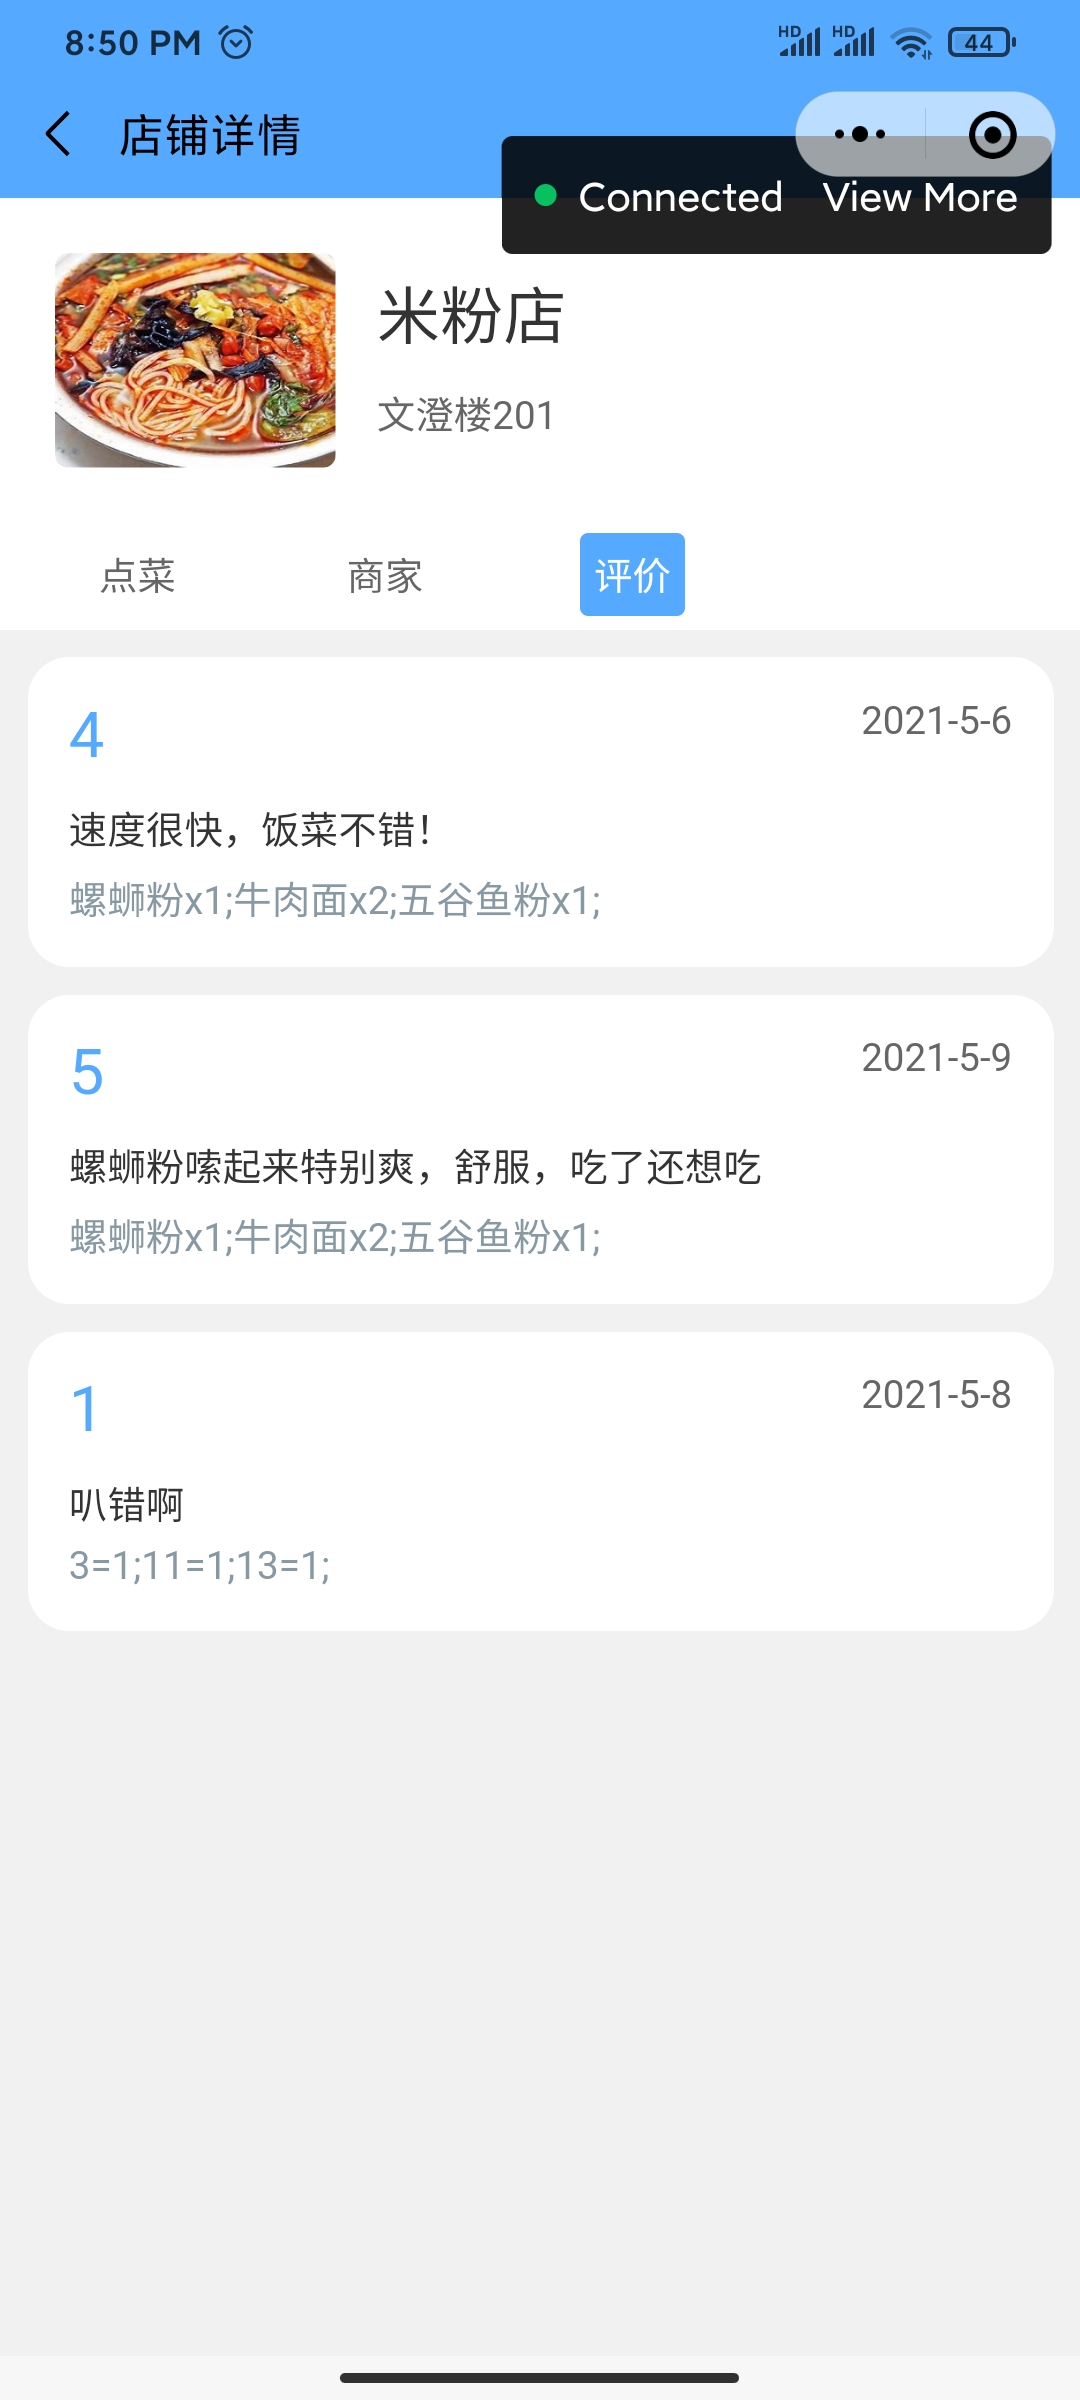 8:50 PM HD HD 44
店铺详情
Connected View More
米粉店
文澄楼201
点菜 商家 评价
4 2021-5-6
速度很快，饭菜不错！
螺蛳粉x1;牛肉面x2;五谷鱼粉x1;
5 2021-5-9
螺蛳粉嗦起来特别爽，舒服，吃了还想吃
螺蛳粉x1;牛肉面x2;五谷鱼粉x1;
1 2021-5-8
叭错啊
3=1;11=1;13=1;